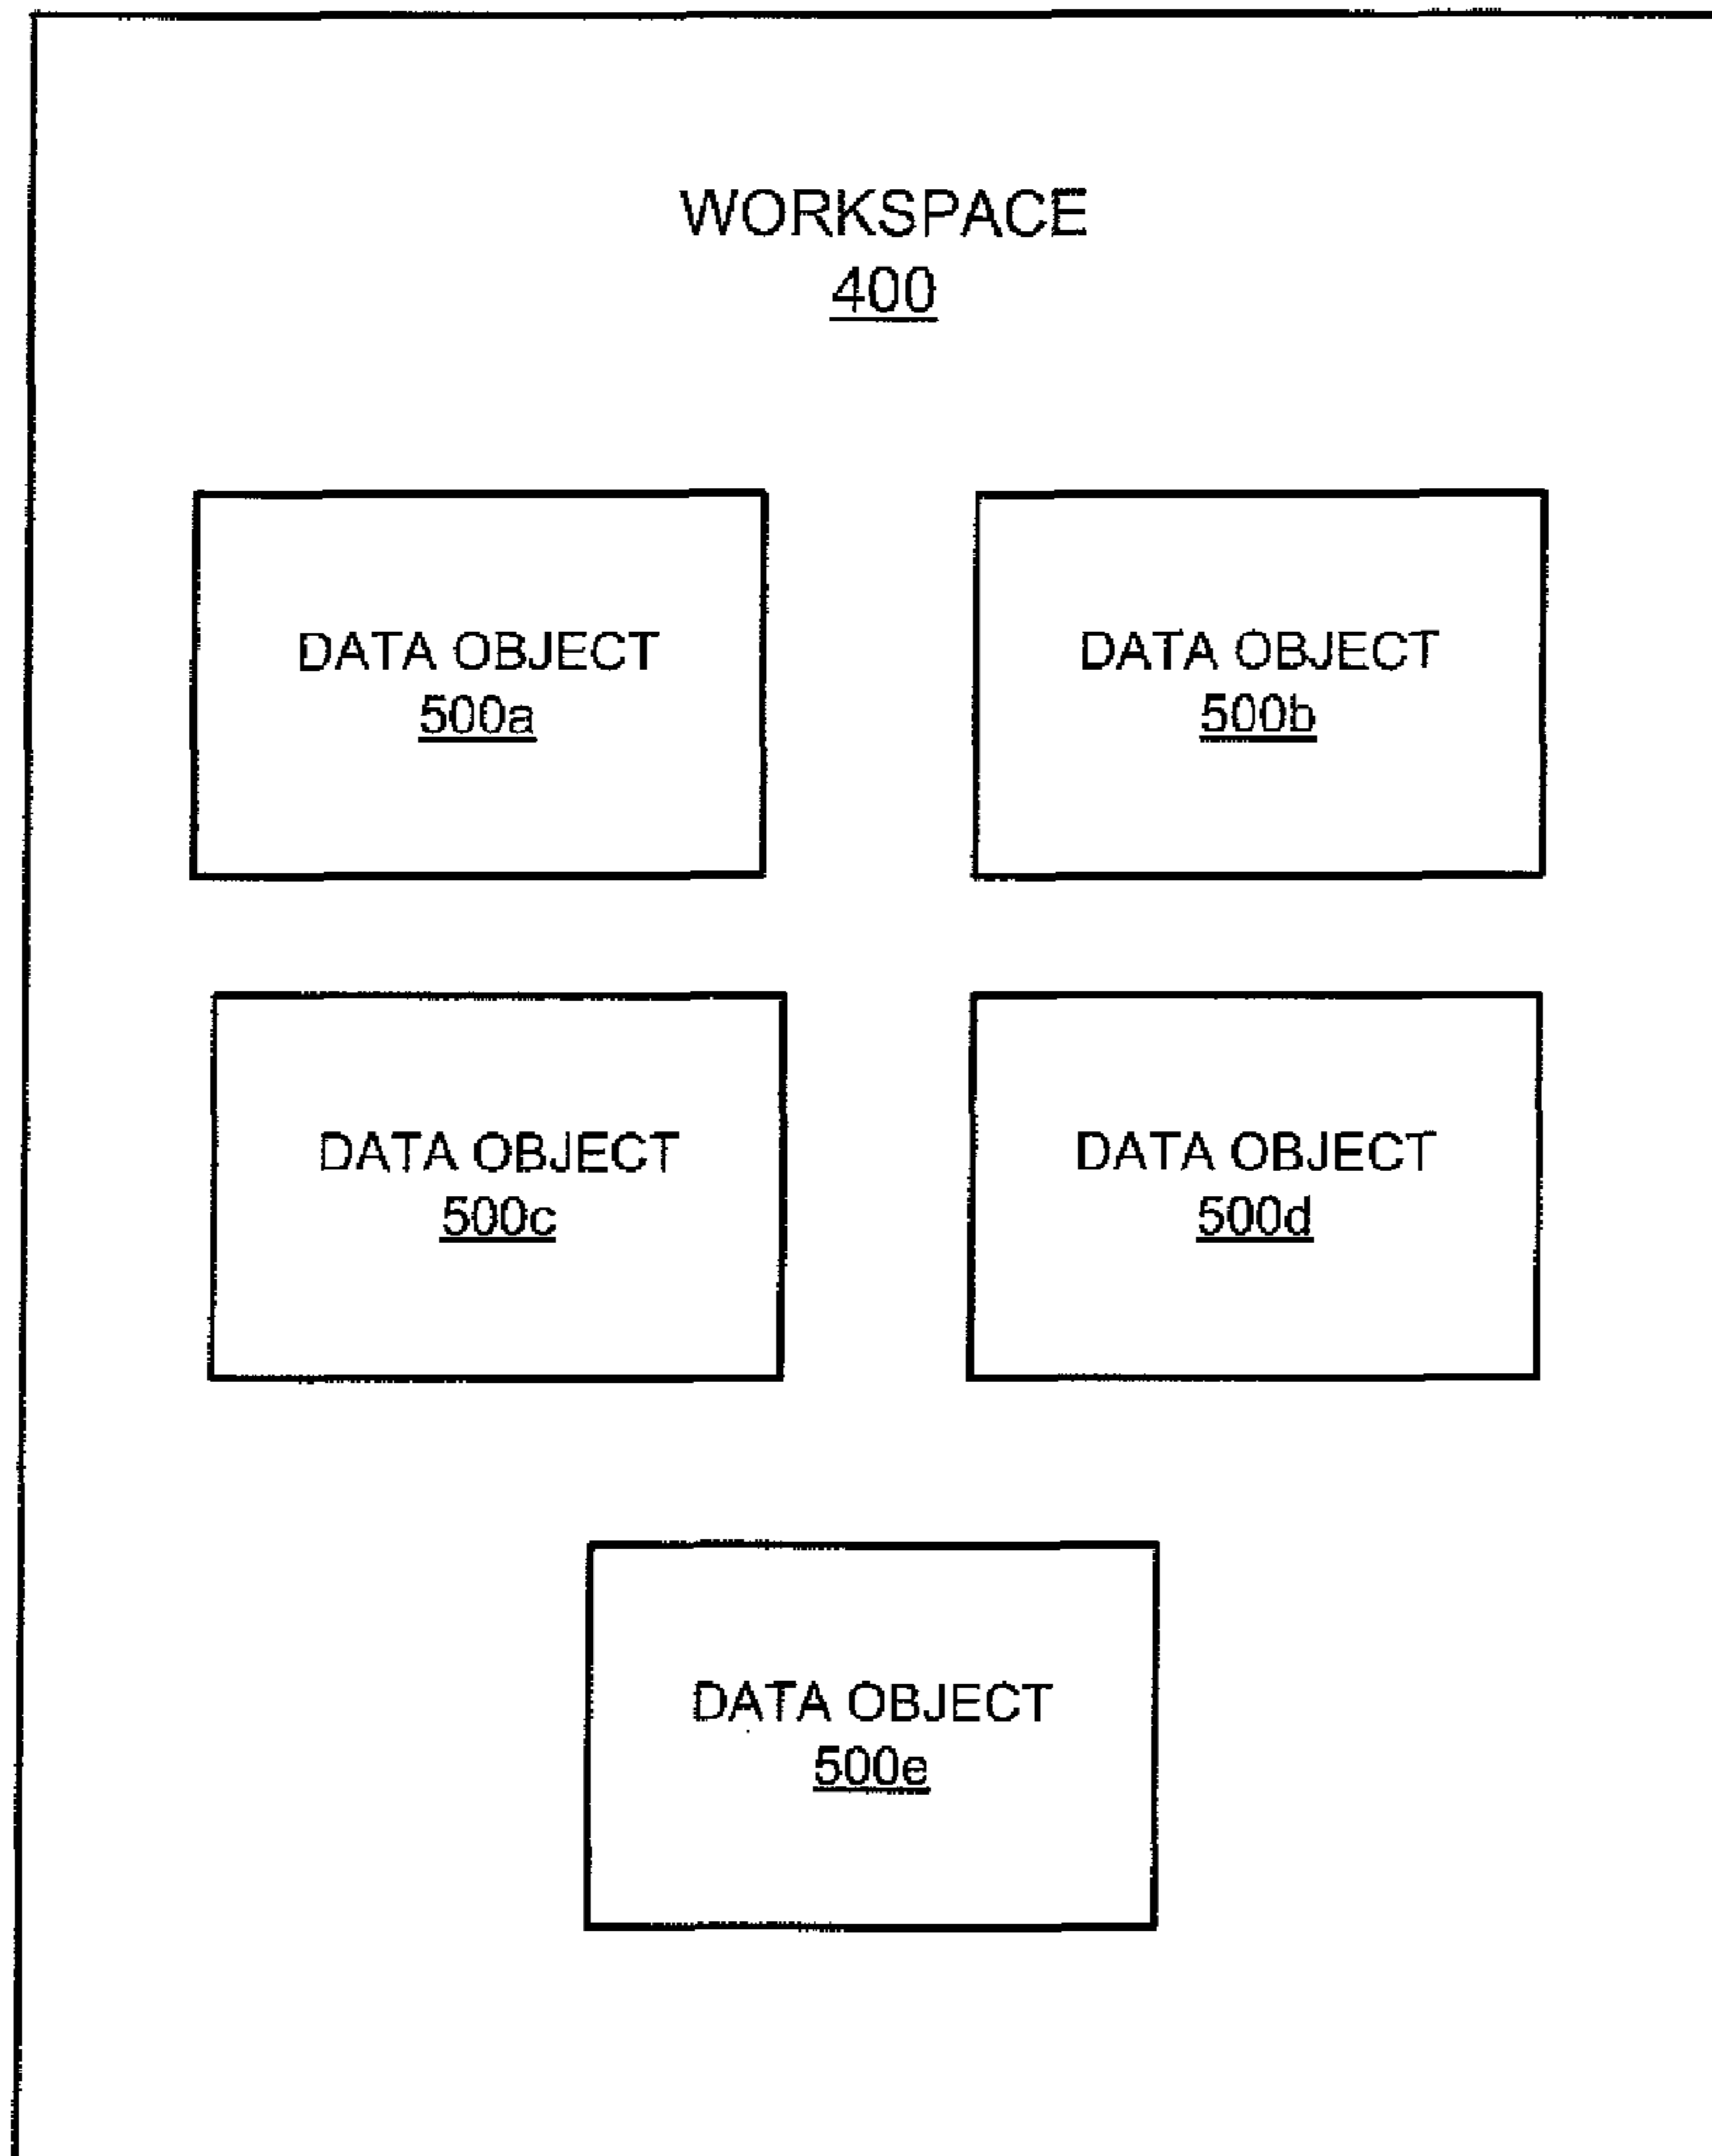 WORKSPACE
400
DATA OBJECT
500a
DATA OBJECT
500b
DATA OBJECT
500c
DATA OBJECT
500d
DATA OBJECT
500e